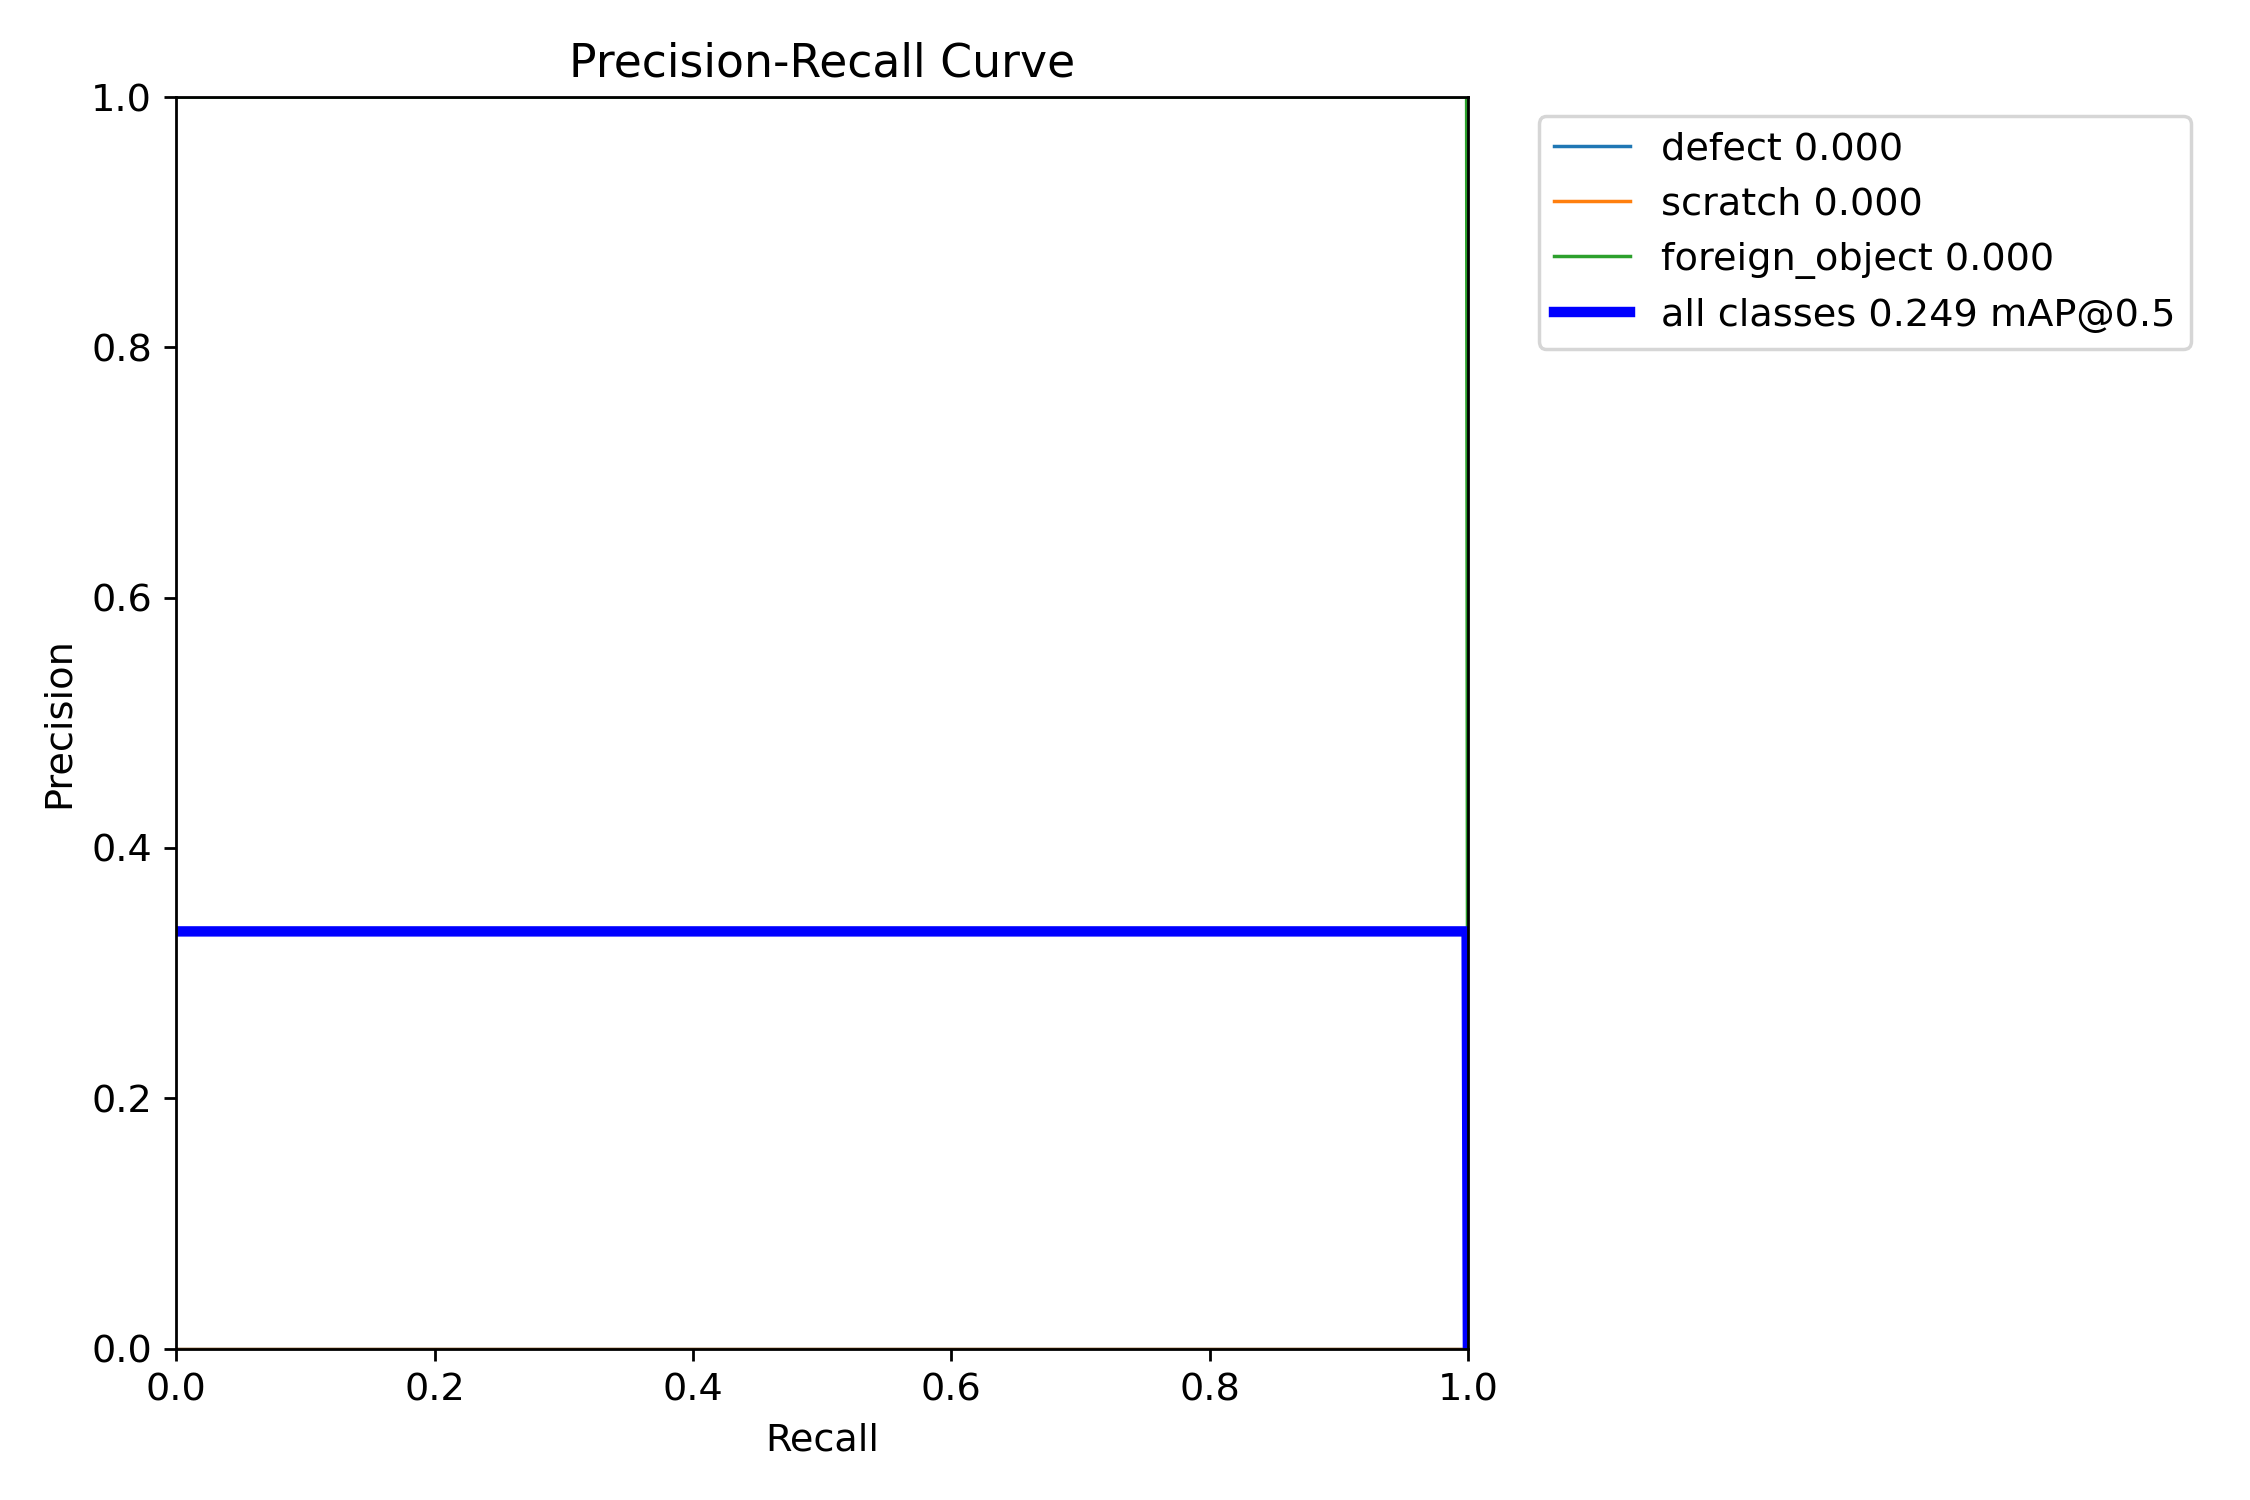 Precision-Recall Curve
1.0
0.8
0.6
0.4
0.2
0.0
Precision
0.0 0.2 0.4 0.6 0.8 1.0
Recall
defect 0.000
scratch 0.000
foreign_object 0.000
all classes 0.249 mAP@0.5